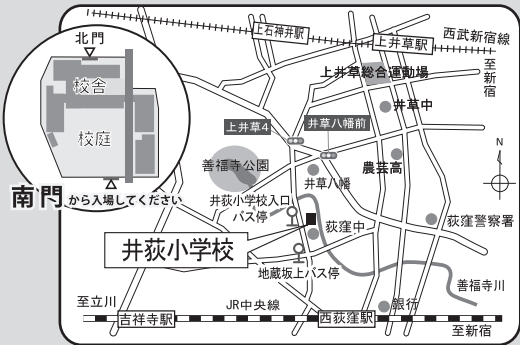 北門
校舎
校庭
南門から入場してください
上石神井駅
上井草駅
西武新宿線
至新宿
上井草総合運動場
井草中
上井草4
井草八幡前
農芸高
善福寺公園
井草八幡
井荻小学校入口
バス停
荻窪中
荻窪警察署
井荻小学校
地蔵坂上バス停
善福寺川
至立川
JR中央線
銀行
吉祥寺駅
西荻窪駅
至新宿
N